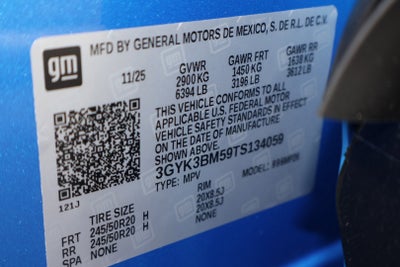 gm
MFD BY GENERAL MOTORS DE MEXICO, S. DE R.L. DE C.V.
11/25 GVWR GAWR FRT GAWR RR
2900 KG 1450 KG 1638 KG
6394 LB 3196 LB 3612 LB
THIS VEHICLE CONFORMS TO ALL
APPLICABLE U.S. FEDERAL MOTOR
VEHICLE SAFETY STANDARDS IN EFFECT
ON THE DATE OF MANUFACTURE SHOWN ABOVE
3GYK3BM59TS134059
TYPE: MPV MODEL:
121J
TIRE SIZE RIM
FRT 245/50R20 H 20X8.5J
RR 245/50R20 H 20X8.5J
SPA NONE NONE